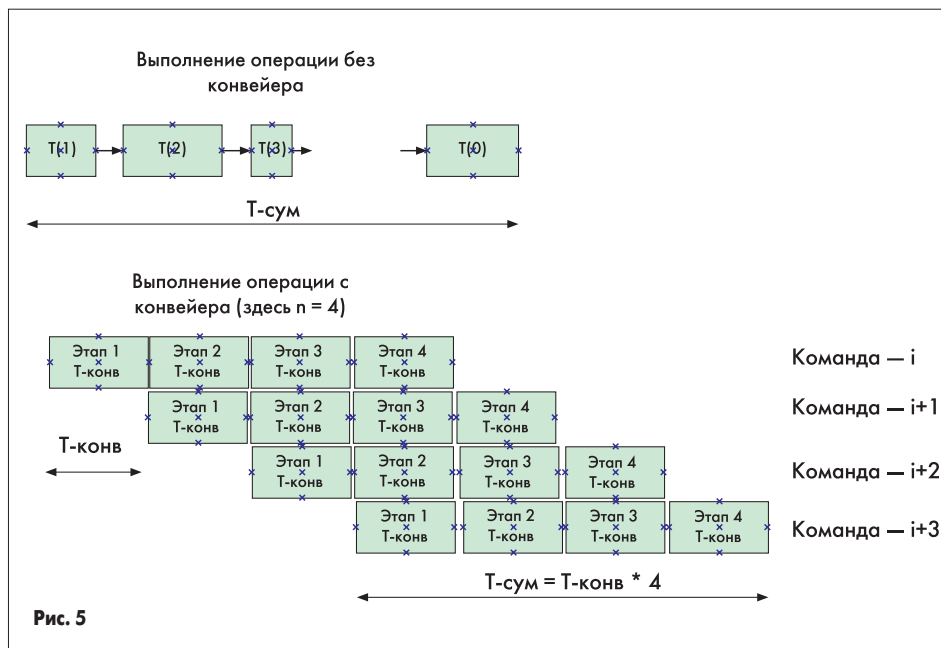 Выполнение операции без
конвейера
T(1)
T(2)
T(3)
T(0)
Т-сум
Выполнение операции с
конвейера (здесь n = 4)
Этап 1
Т-конв
Этап 2
Т-конв
Этап 3
Т-конв
Этап 4
Т-конв
Команда — i
Этап 1
Т-конв
Этап 2
Т-конв
Этап 3
Т-конв
Этап 4
Т-конв
Команда — i+1
Т-конв
Этап 1
Т-конв
Этап 2
Т-конв
Этап 3
Т-конв
Этап 4
Т-конв
Команда — i+2
Этап 1
Т-конв
Этап 2
Т-конв
Этап 3
Т-конв
Этап 4
Т-конв
Команда — i+3
Т-сум = Т-конв * 4
Рис. 5